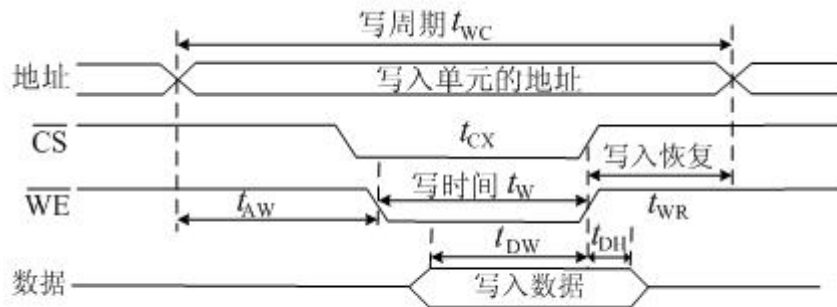 写周期 tWC
地址 写入单元的地址
CS tCX
写入恢复
WE tAW 写时间 tW tWR
tDW tDH
数据 写入数据